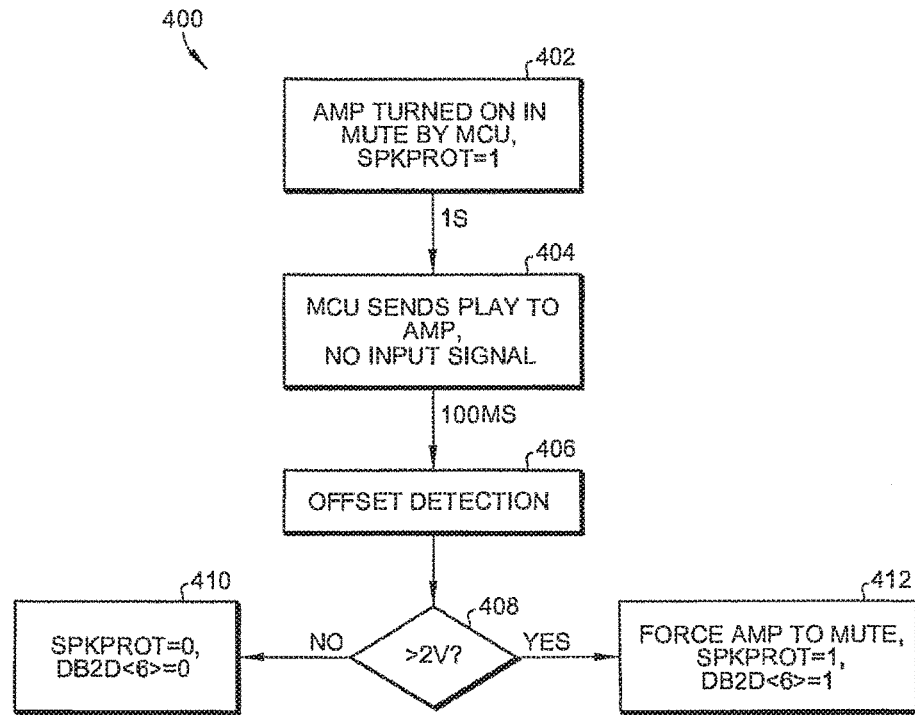 400
402
AMP TURNED ON IN
MUTE BY MCU,
SPKPROT=1
1S
404
MCU SENDS PLAY TO
AMP,
NO INPUT SIGNAL
100MS
406
OFFSET DETECTION
408
>2V?
NO
YES
410
SPKPROT=0,
DB2D<6>=0
412
FORCE AMP TO MUTE,
SPKPROT=1,
DB2D<6>=1